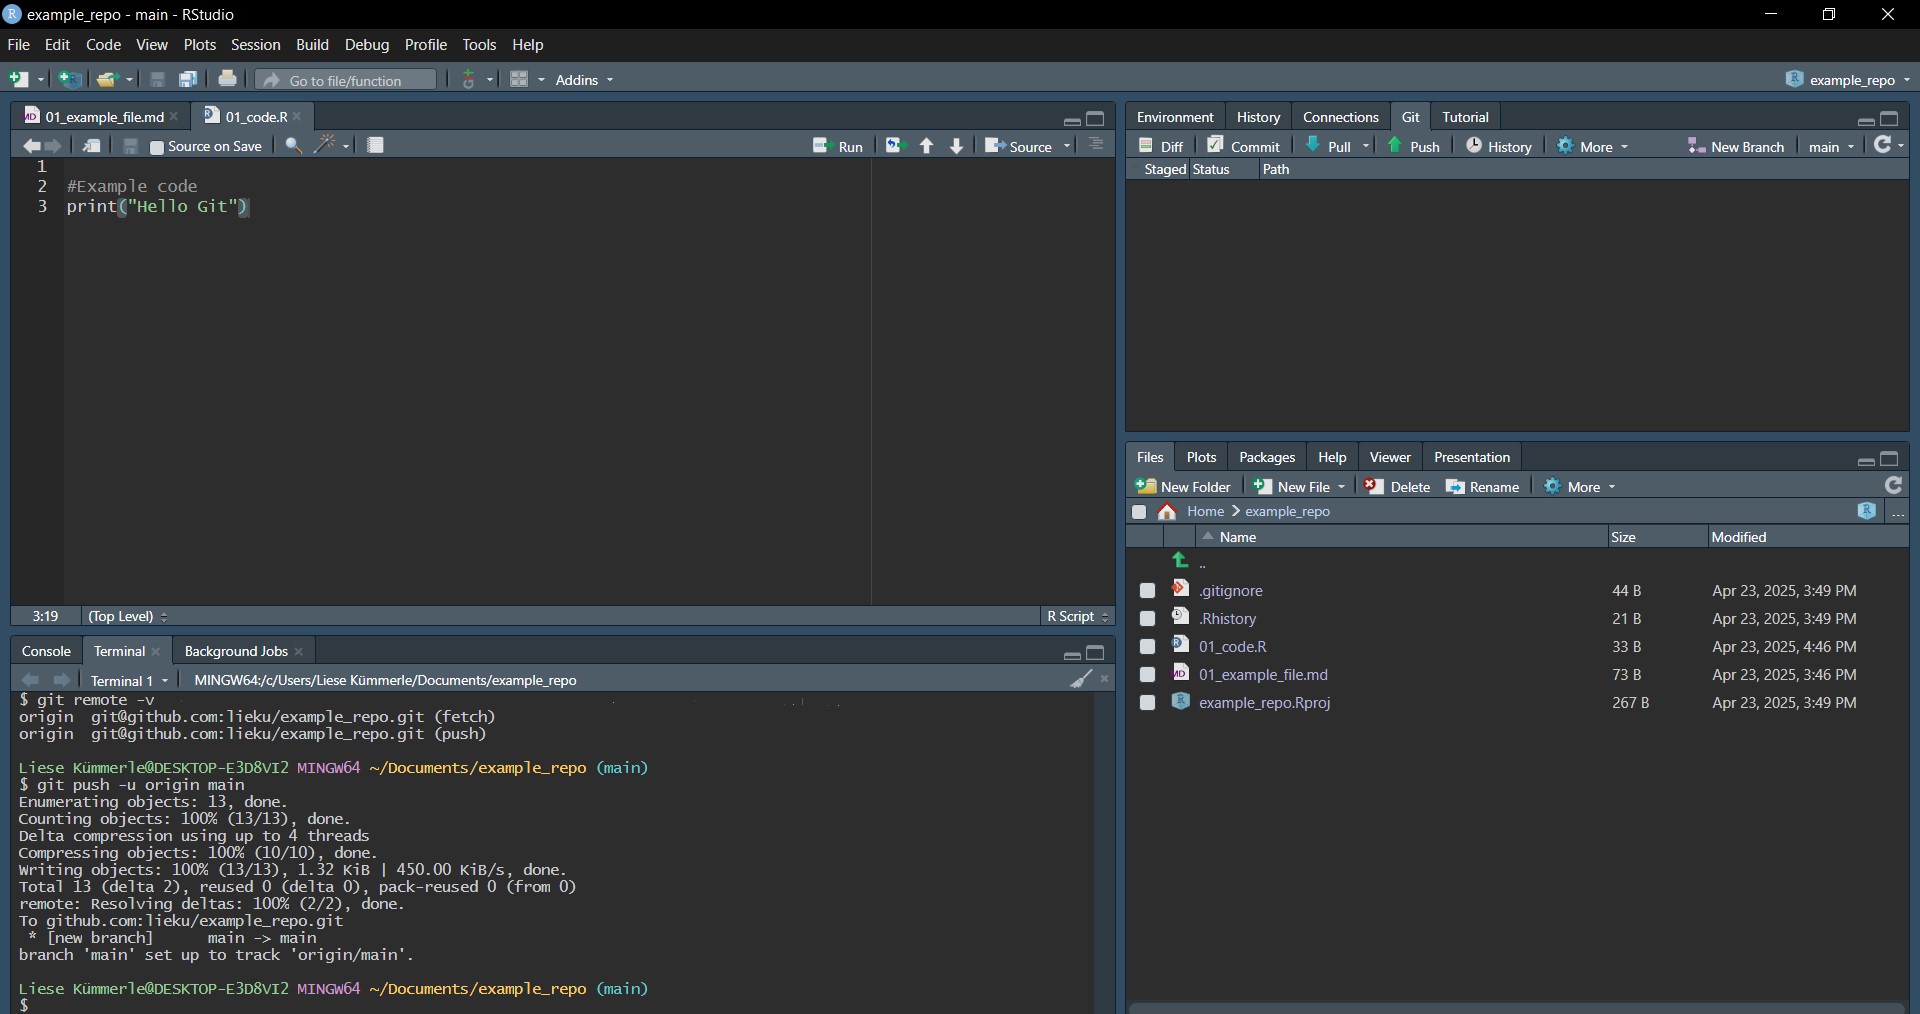 example_repo - main - RStudio
File Edit Code View Plots Session Build Debug Profile Tools Help
Go to file/function Addins example_repo
01_example_file.md 01_code.R
Source on Save Run Source
1
2 #Example code
3 print("Hello Git")
3:19 (Top Level) R Script
Console Terminal Background Jobs
Terminal 1 MINGW64:/c/Users/Liese Kümmerle/Documents/example_repo
$ git remote -v
origin git@github.com:lieku/example_repo.git (fetch)
origin git@github.com:lieku/example_repo.git (push)
Liese Kümmerle@DESKTOP-E3D8VI2 MINGW64 ~/Documents/example_repo (main)
$ git push -u origin main
Enumerating objects: 13, done.
Counting objects: 100% (13/13), done.
Delta compression using up to 4 threads
Compressing objects: 100% (10/10), done.
Writing objects: 100% (13/13), 1.32 KiB | 450.00 KiB/s, done.
Total 13 (delta 2), reused 0 (delta 0), pack-reused 0 (from 0)
remote: Resolving deltas: 100% (2/2), done.
To github.com:lieku/example_repo.git
* [new branch] main -> main
branch 'main' set up to track 'origin/main'.
Liese Kümmerle@DESKTOP-E3D8VI2 MINGW64 ~/Documents/example_repo (main)
$
Environment History Connections Git Tutorial
Diff Commit Pull Push History More New Branch main
Staged Status Path
Files Plots Packages Help Viewer Presentation
New Folder New File Delete Rename More
Home > example_repo ...
Name Size Modified
..
.gitignore 44 B Apr 23, 2025, 3:49 PM
.Rhistory 21 B Apr 23, 2025, 3:49 PM
01_code.R 33 B Apr 23, 2025, 4:46 PM
01_example_file.md 73 B Apr 23, 2025, 3:46 PM
example_repo.Rproj 267 B Apr 23, 2025, 3:49 PM